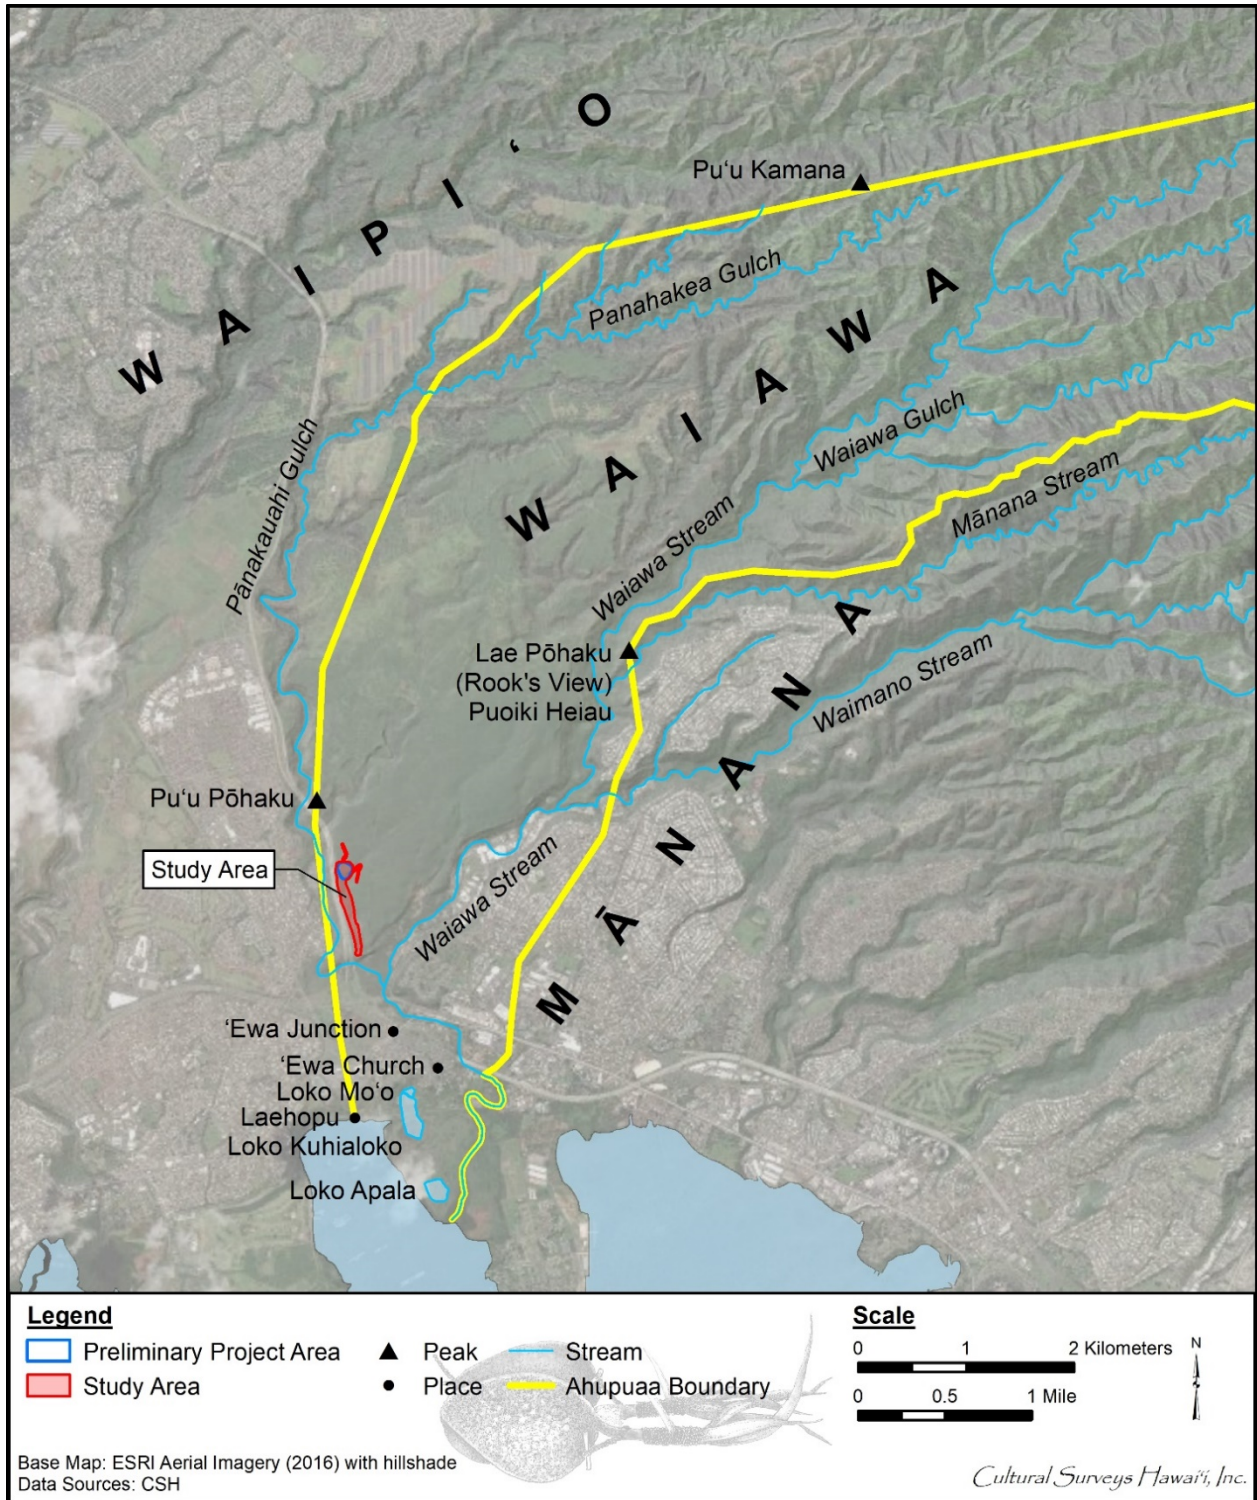 WAIPIʻO
Puʻu Kamana
Panahakea Gulch
WAIAWA
Pānakauahi Gulch
Waiawa Gulch
Mānana Stream
Waiawa Stream
Lae Pōhaku
(Rook's View)
Puoiki Heiau
Waimano Stream
MĀNANA
Puʻu Pōhaku
Study Area
Waiawa Stream
ʻEwa Junction
ʻEwa Church
Loko Moʻo
Laehopu
Loko Kuhialoko
Loko Apala
Legend
Preliminary Project Area
Study Area
Peak
Place
Stream
Ahupuaa Boundary
Scale
0 1 2 Kilometers
0 0.5 1 Mile
N
Base Map: ESRI Aerial Imagery (2016) with hillshade
Data Sources: CSH
Cultural Surveys Hawaiʻi, Inc.